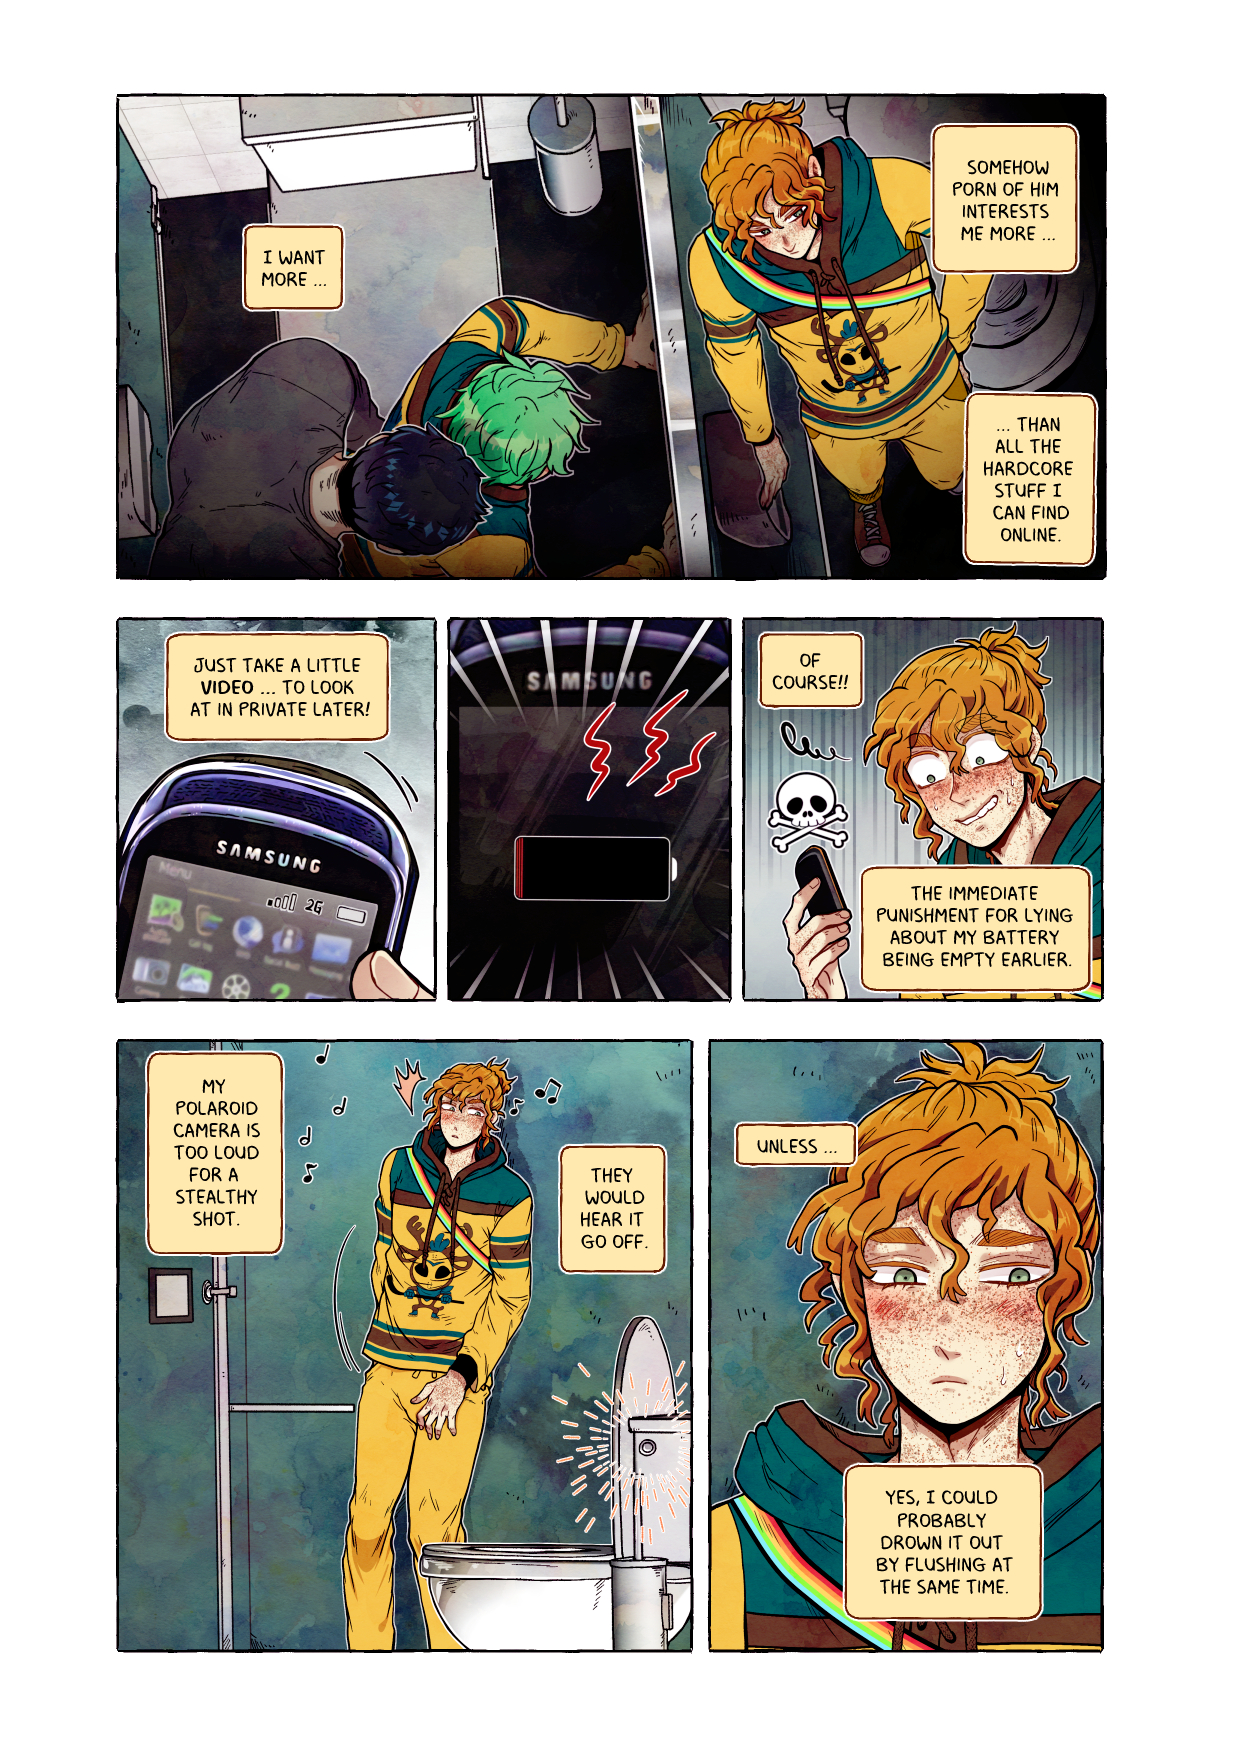 I WANT
MORE ...
SOMEHOW
PORN OF HIM
INTERESTS
ME MORE ...
... THAN
ALL THE
HARDCORE
STUFF I
CAN FIND
ONLINE.
JUST TAKE A LITTLE
VIDEO ... TO LOOK
AT IN PRIVATE LATER!
SAMSUNG
Menu
2G
SAMSUNG
OF
COURSE!!
THE IMMEDIATE
PUNISHMENT FOR LYING
ABOUT MY BATTERY
BEING EMPTY EARLIER.
MY
POLAROID
CAMERA IS
TOO LOUD
FOR A
STEALTHY
SHOT.
THEY
WOULD
HEAR IT
GO OFF.
UNLESS ...
YES, I COULD
PROBABLY
DROWN IT OUT
BY FLUSHING AT
THE SAME TIME.